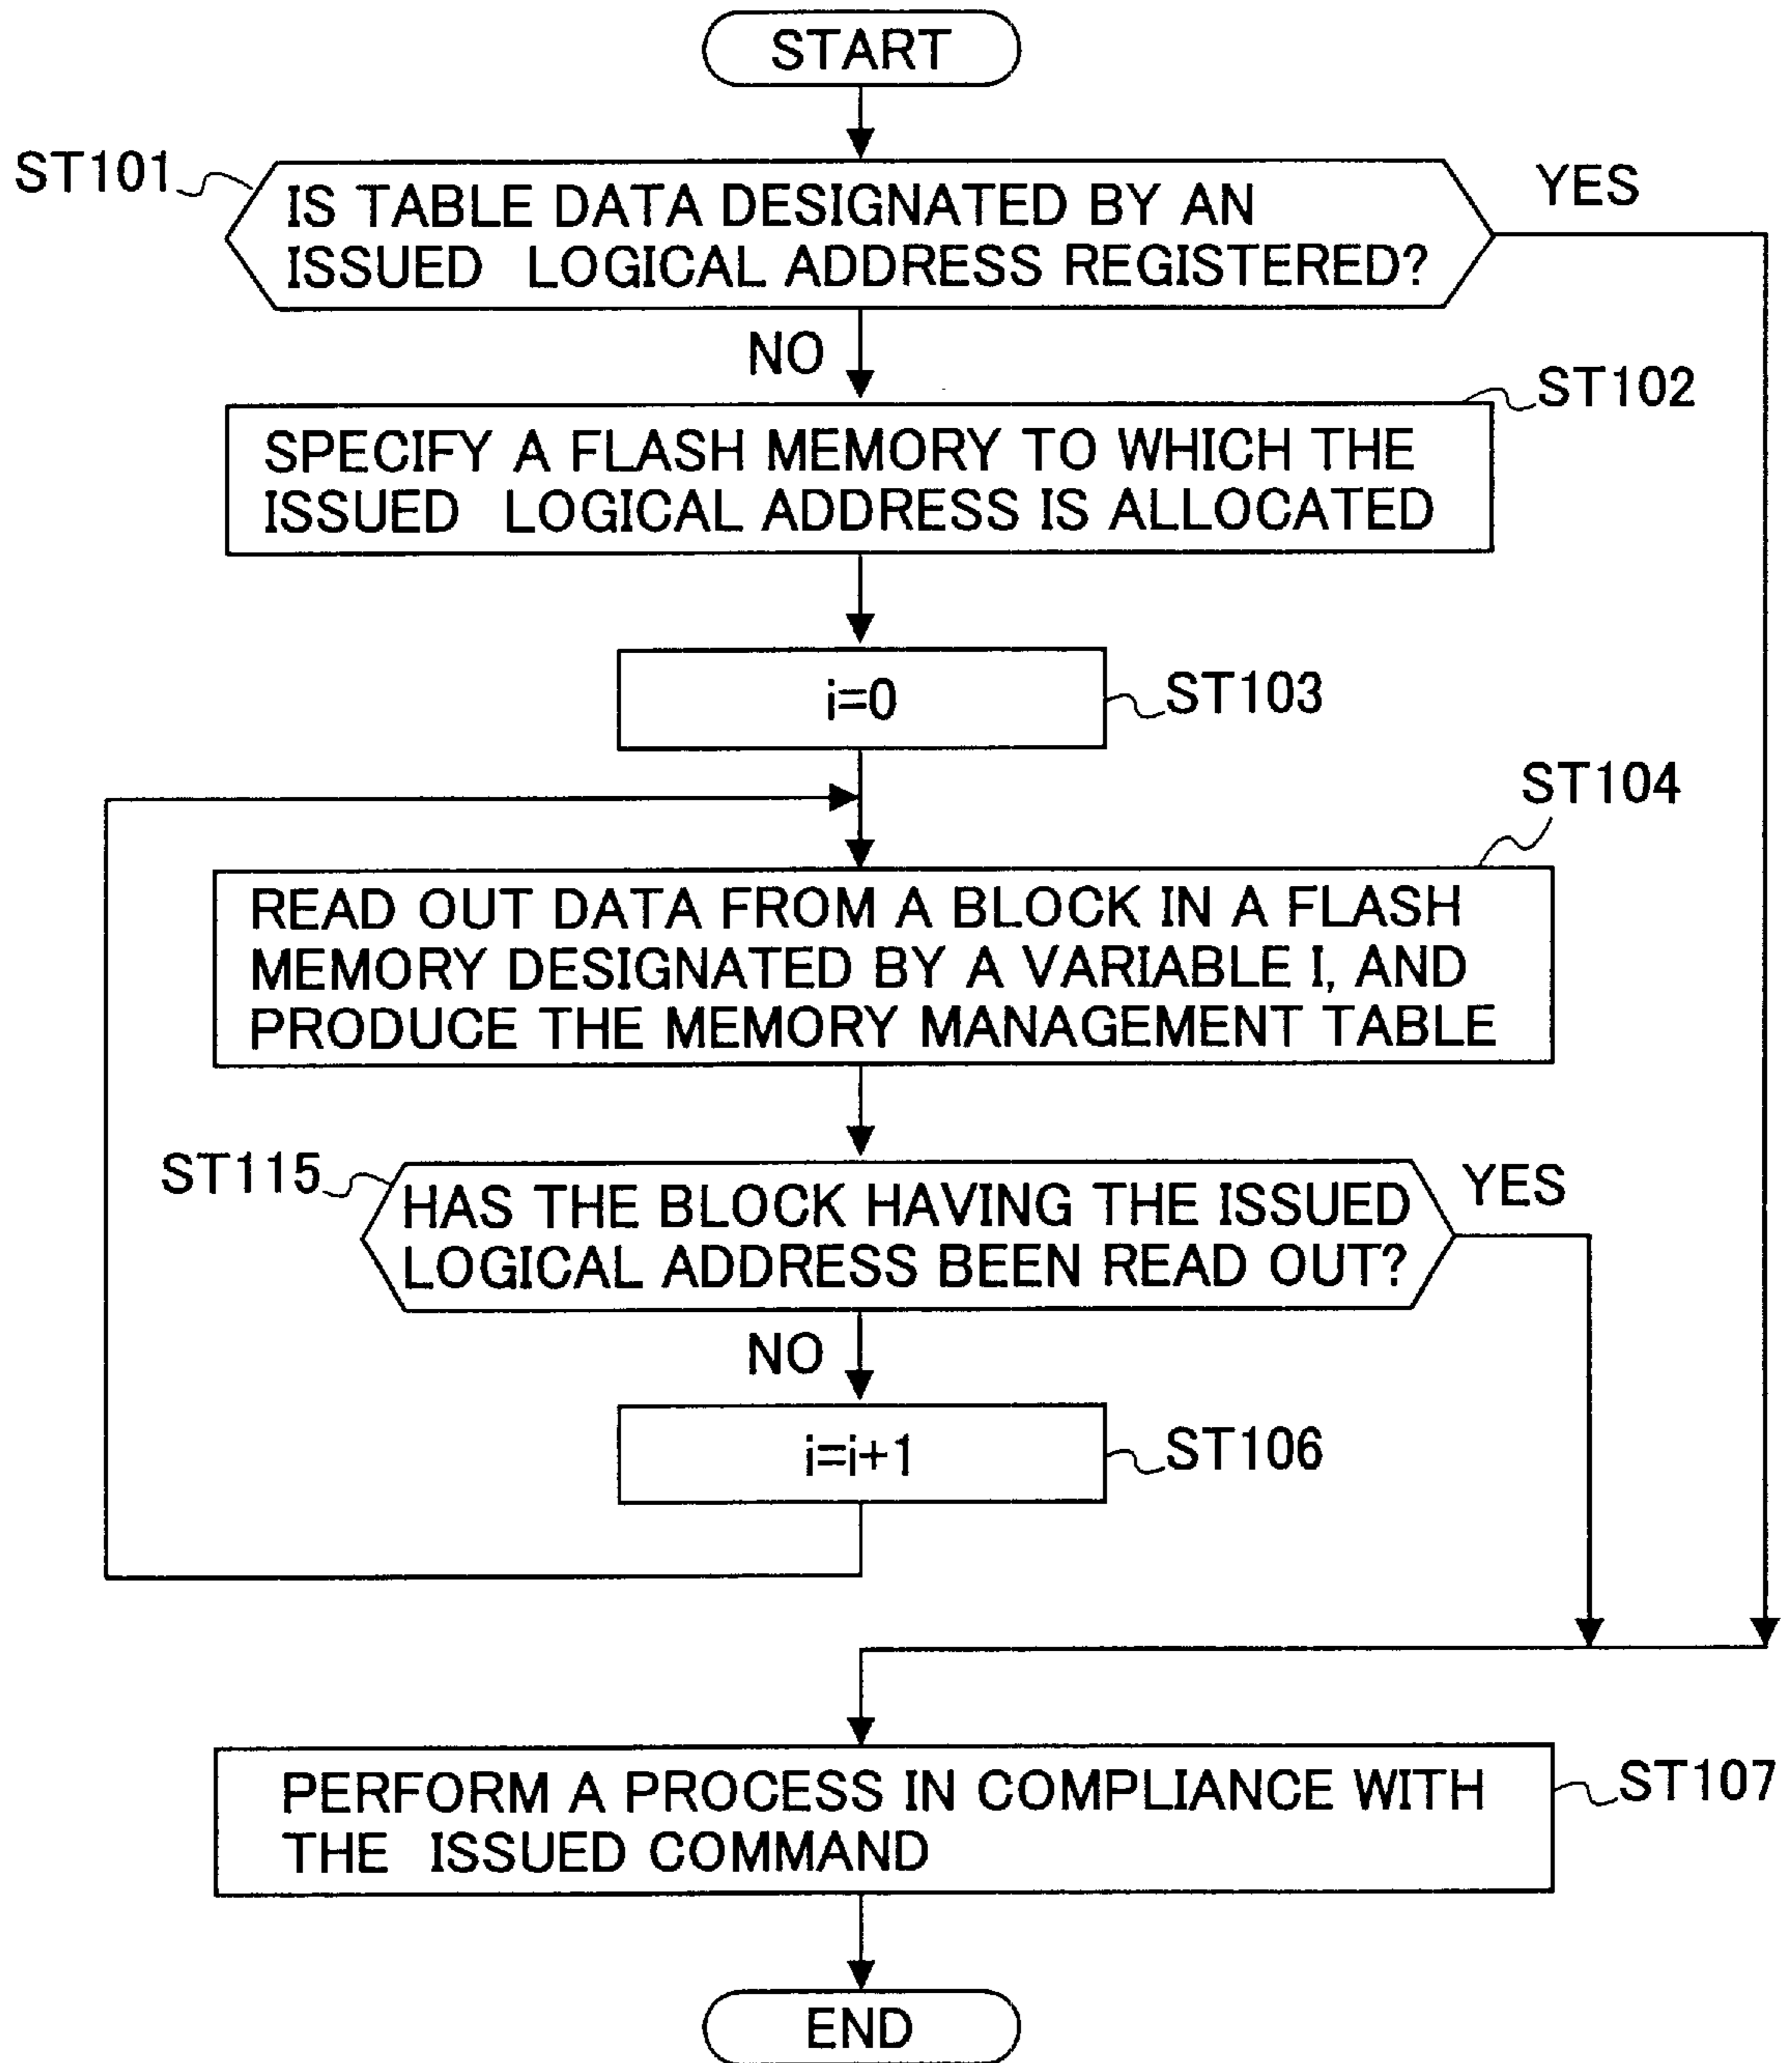 START
ST101
YES
IS TABLE DATA DESIGNATED BY AN
ISSUED LOGICAL ADDRESS REGISTERED?
NO
ST102
SPECIFY A FLASH MEMORY TO WHICH THE
ISSUED LOGICAL ADDRESS IS ALLOCATED
i=0
ST103
ST104
READ OUT DATA FROM A BLOCK IN A FLASH
MEMORY DESIGNATED BY A VARIABLE I, AND
PRODUCE THE MEMORY MANAGEMENT TABLE
ST115
YES
HAS THE BLOCK HAVING THE ISSUED
LOGICAL ADDRESS BEEN READ OUT?
NO
i=i+1
ST106
PERFORM A PROCESS IN COMPLIANCE WITH
THE ISSUED COMMAND
ST107
END